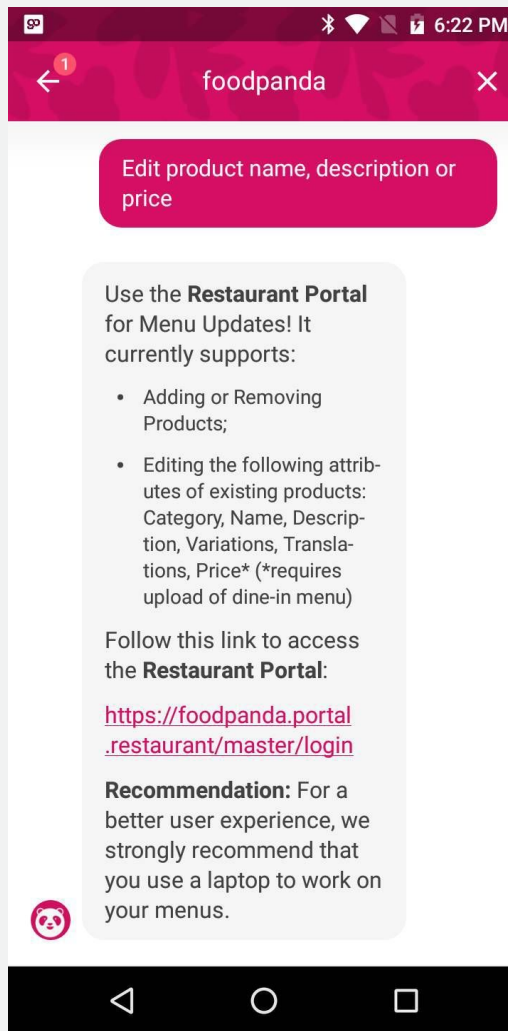 6:22 PM
1
foodpanda
Edit product name, description or
price
Use the Restaurant Portal
for Menu Updates! It
currently supports:
• Adding or Removing
Products;
• Editing the following attrib-
utes of existing products:
Category, Name, Descrip-
tion, Variations, Transla-
tions, Price* (*requires
upload of dine-in menu)
Follow this link to access
the Restaurant Portal:
https://foodpanda.portal
.restaurant/master/login
Recommendation: For a
better user experience, we
strongly recommend that
you use a laptop to work on
your menus.